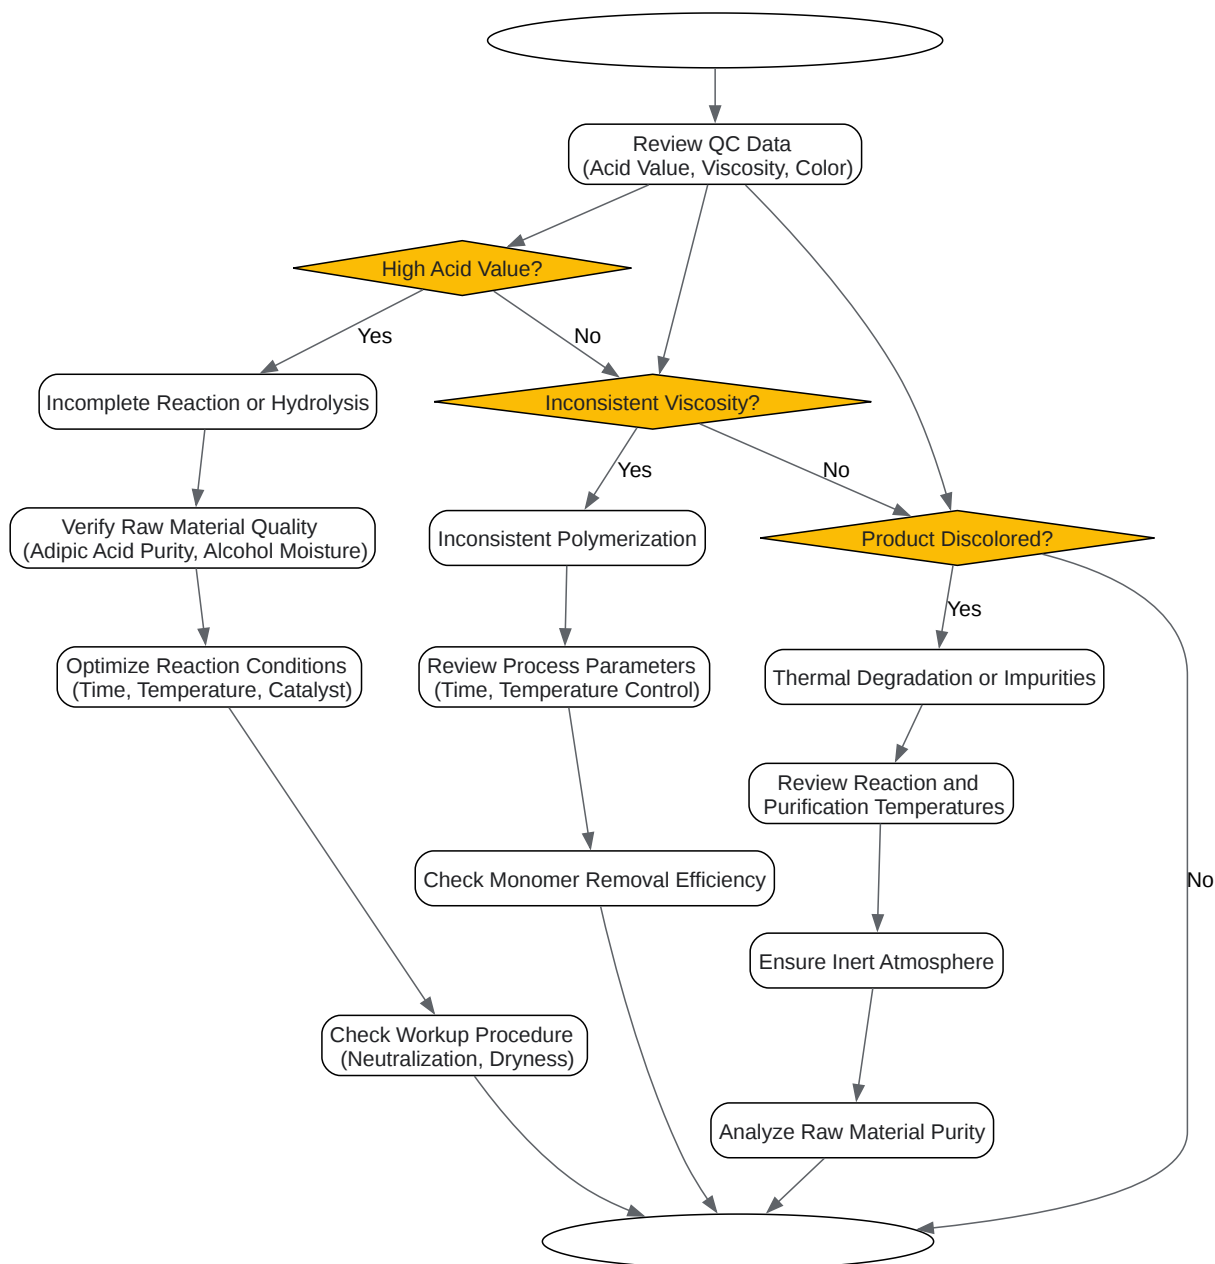 Review QC Data
(Acid Value, Viscosity, Color)
High Acid Value?
Yes
No
Incomplete Reaction or Hydrolysis
Inconsistent Viscosity?
Yes
No
Verify Raw Material Quality
(Adipic Acid Purity, Alcohol Moisture)
Inconsistent Polymerization
Product Discolored?
Yes
Optimize Reaction Conditions
(Time, Temperature, Catalyst)
Review Process Parameters
(Time, Temperature Control)
Thermal Degradation or Impurities
Review Reaction and
Purification Temperatures
Check Monomer Removal Efficiency
No
Ensure Inert Atmosphere
Check Workup Procedure
(Neutralization, Dryness)
Analyze Raw Material Purity